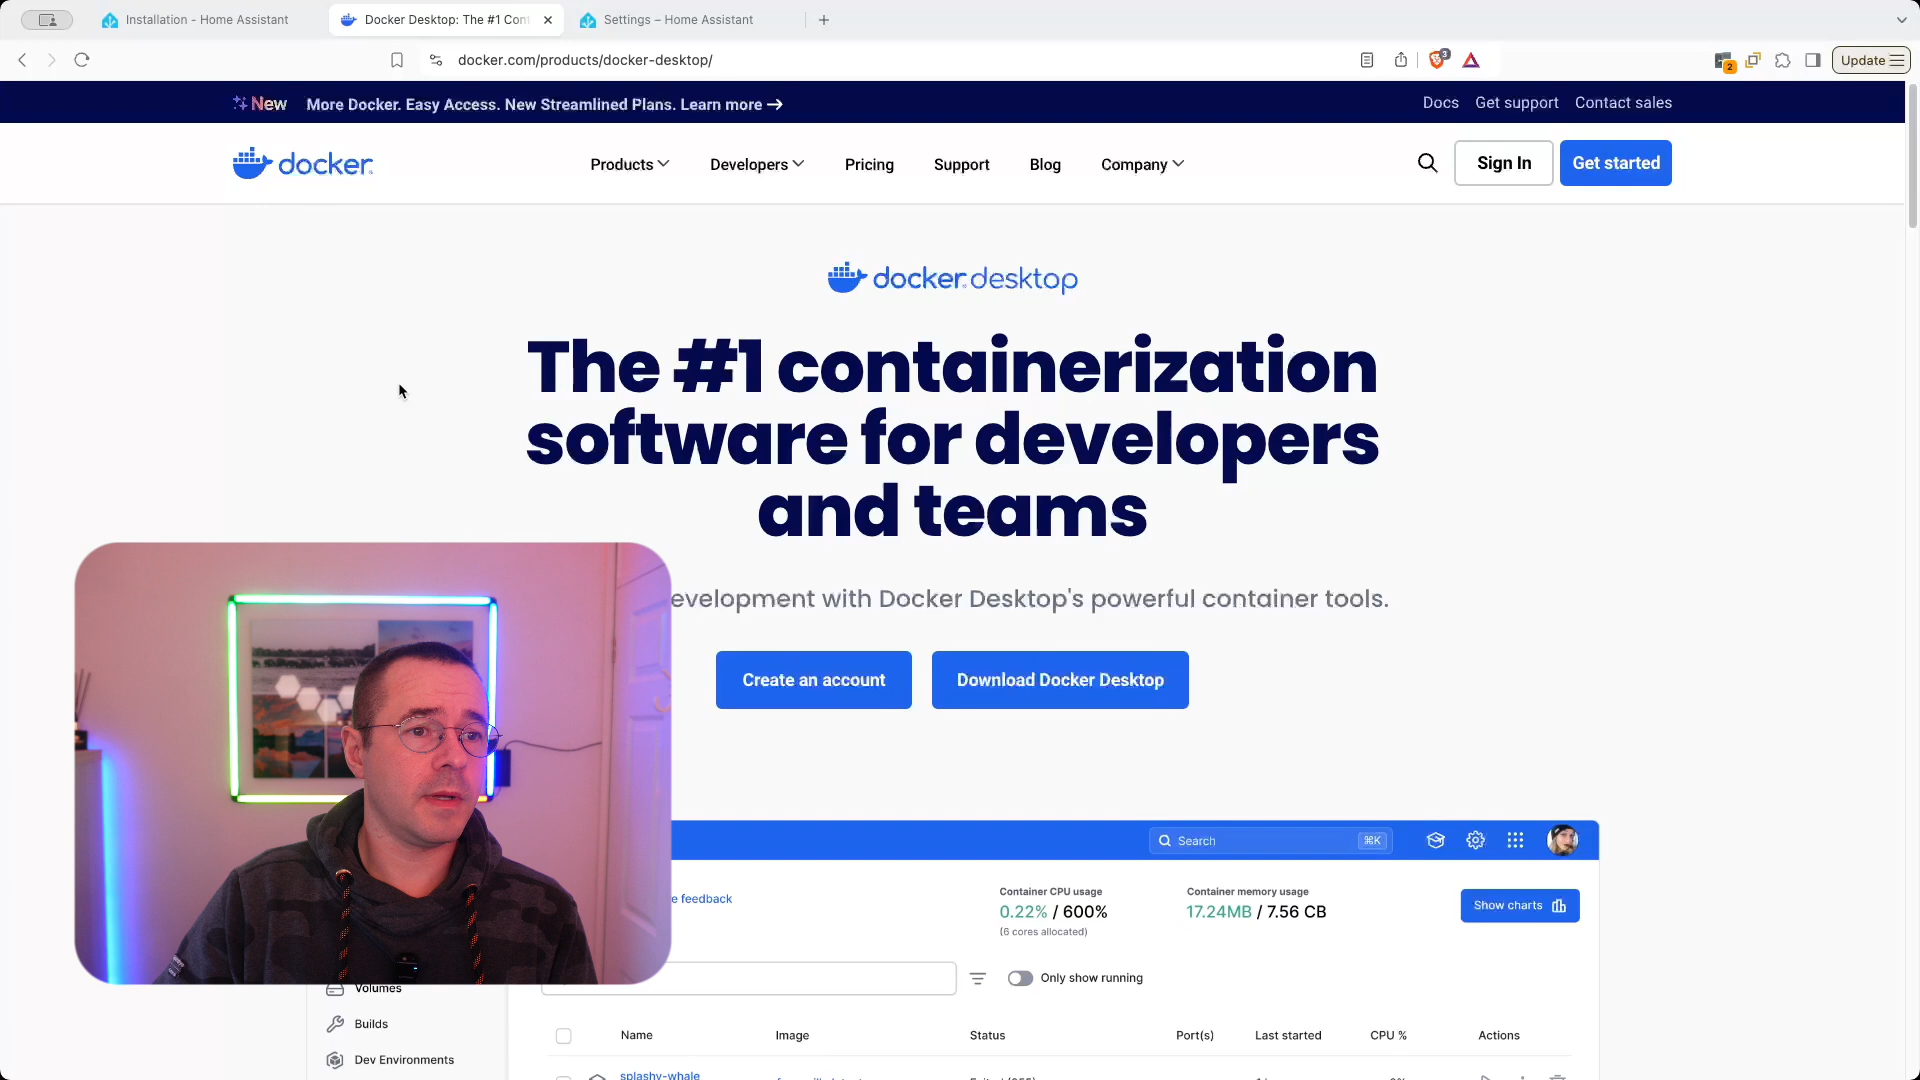 Installation - Home Assistant
Docker Desktop: The #1 Con
Settings – Home Assistant
docker.com/products/docker-desktop/
3
2
Update
New More Docker. Easy Access. New Streamlined Plans. Learn more →
Docs Get support Contact sales
docker
Products Developers Pricing Support Blog Company
Sign In
Get started
docker desktop
The #1 containerization
software for developers
and teams
evelopment with Docker Desktop's powerful container tools.
Create an account
Download Docker Desktop
Search ⌘K
e feedback
Container CPU usage
0.22% / 600%
(6 cores allocated)
Container memory usage
17.24MB / 7.56 CB
Show charts
Only show running
Volumes
Builds
Dev Environments
Name Image Status Port(s) Last started CPU % Actions
splashy-whale